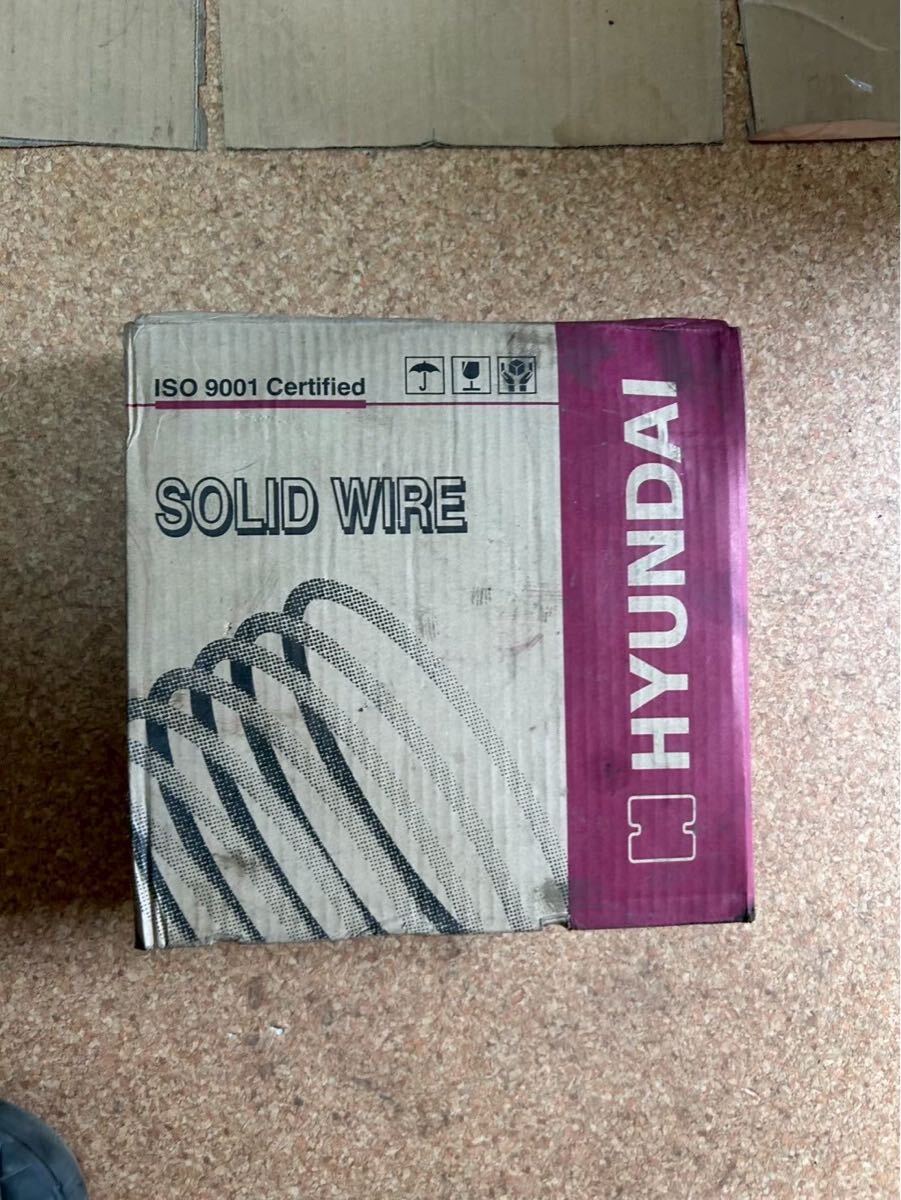 ISO 9001 Certified
SOLID WIRE
HYUNDAI